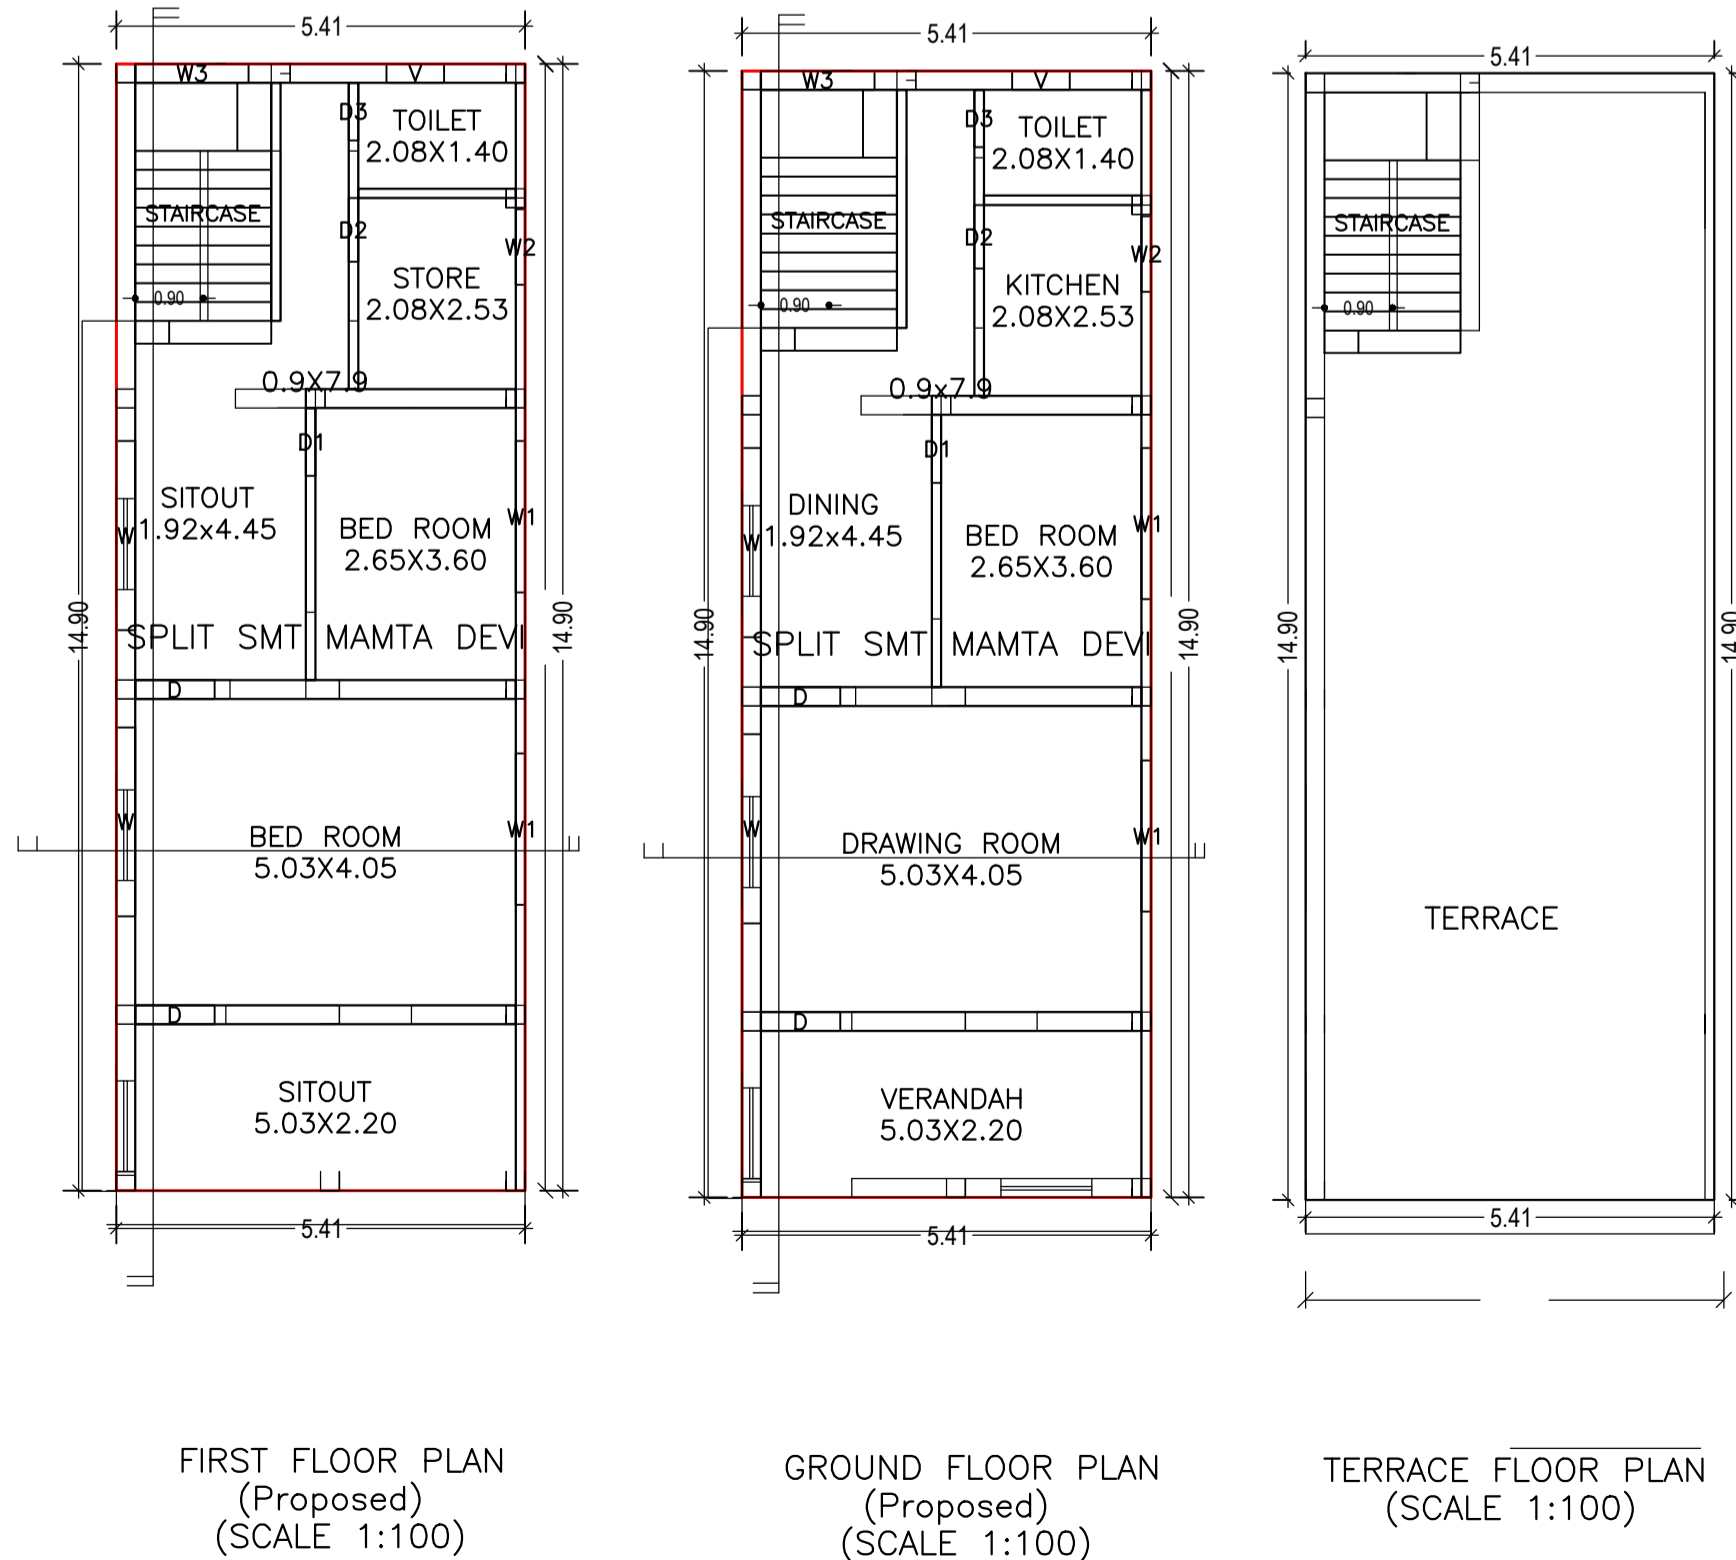 5.41
W3
V
D3
TOILET
2.08X1.40
STAIRCASE
D2
W2
STORE
2.08X2.53
0.90
0.9X7.9
D1
SITOUT
1.92x4.45
W
BED ROOM
2.65X3.60
W1
14.90
14.90
SPLIT SMT MAMTA DEVI
D
BED ROOM
5.03X4.05
W
W1
D
SITOUT
5.03X2.20
5.41
FIRST FLOOR PLAN
(Proposed)
(SCALE 1:100)
5.41
W3
V
D3
TOILET
2.08X1.40
STAIRCASE
D2
W2
KITCHEN
2.08X2.53
0.90
0.9x7.9
D1
DINING
1.92x4.45
W
BED ROOM
2.65X3.60
W1
14.90
14.90
SPLIT SMT MAMTA DEVI
D
DRAWING ROOM
5.03X4.05
W
W1
D
VERANDAH
5.03X2.20
5.41
GROUND FLOOR PLAN
(Proposed)
(SCALE 1:100)
5.41
STAIRCASE
0.90
14.90
14.90
TERRACE
5.41
TERRACE FLOOR PLAN
(SCALE 1:100)